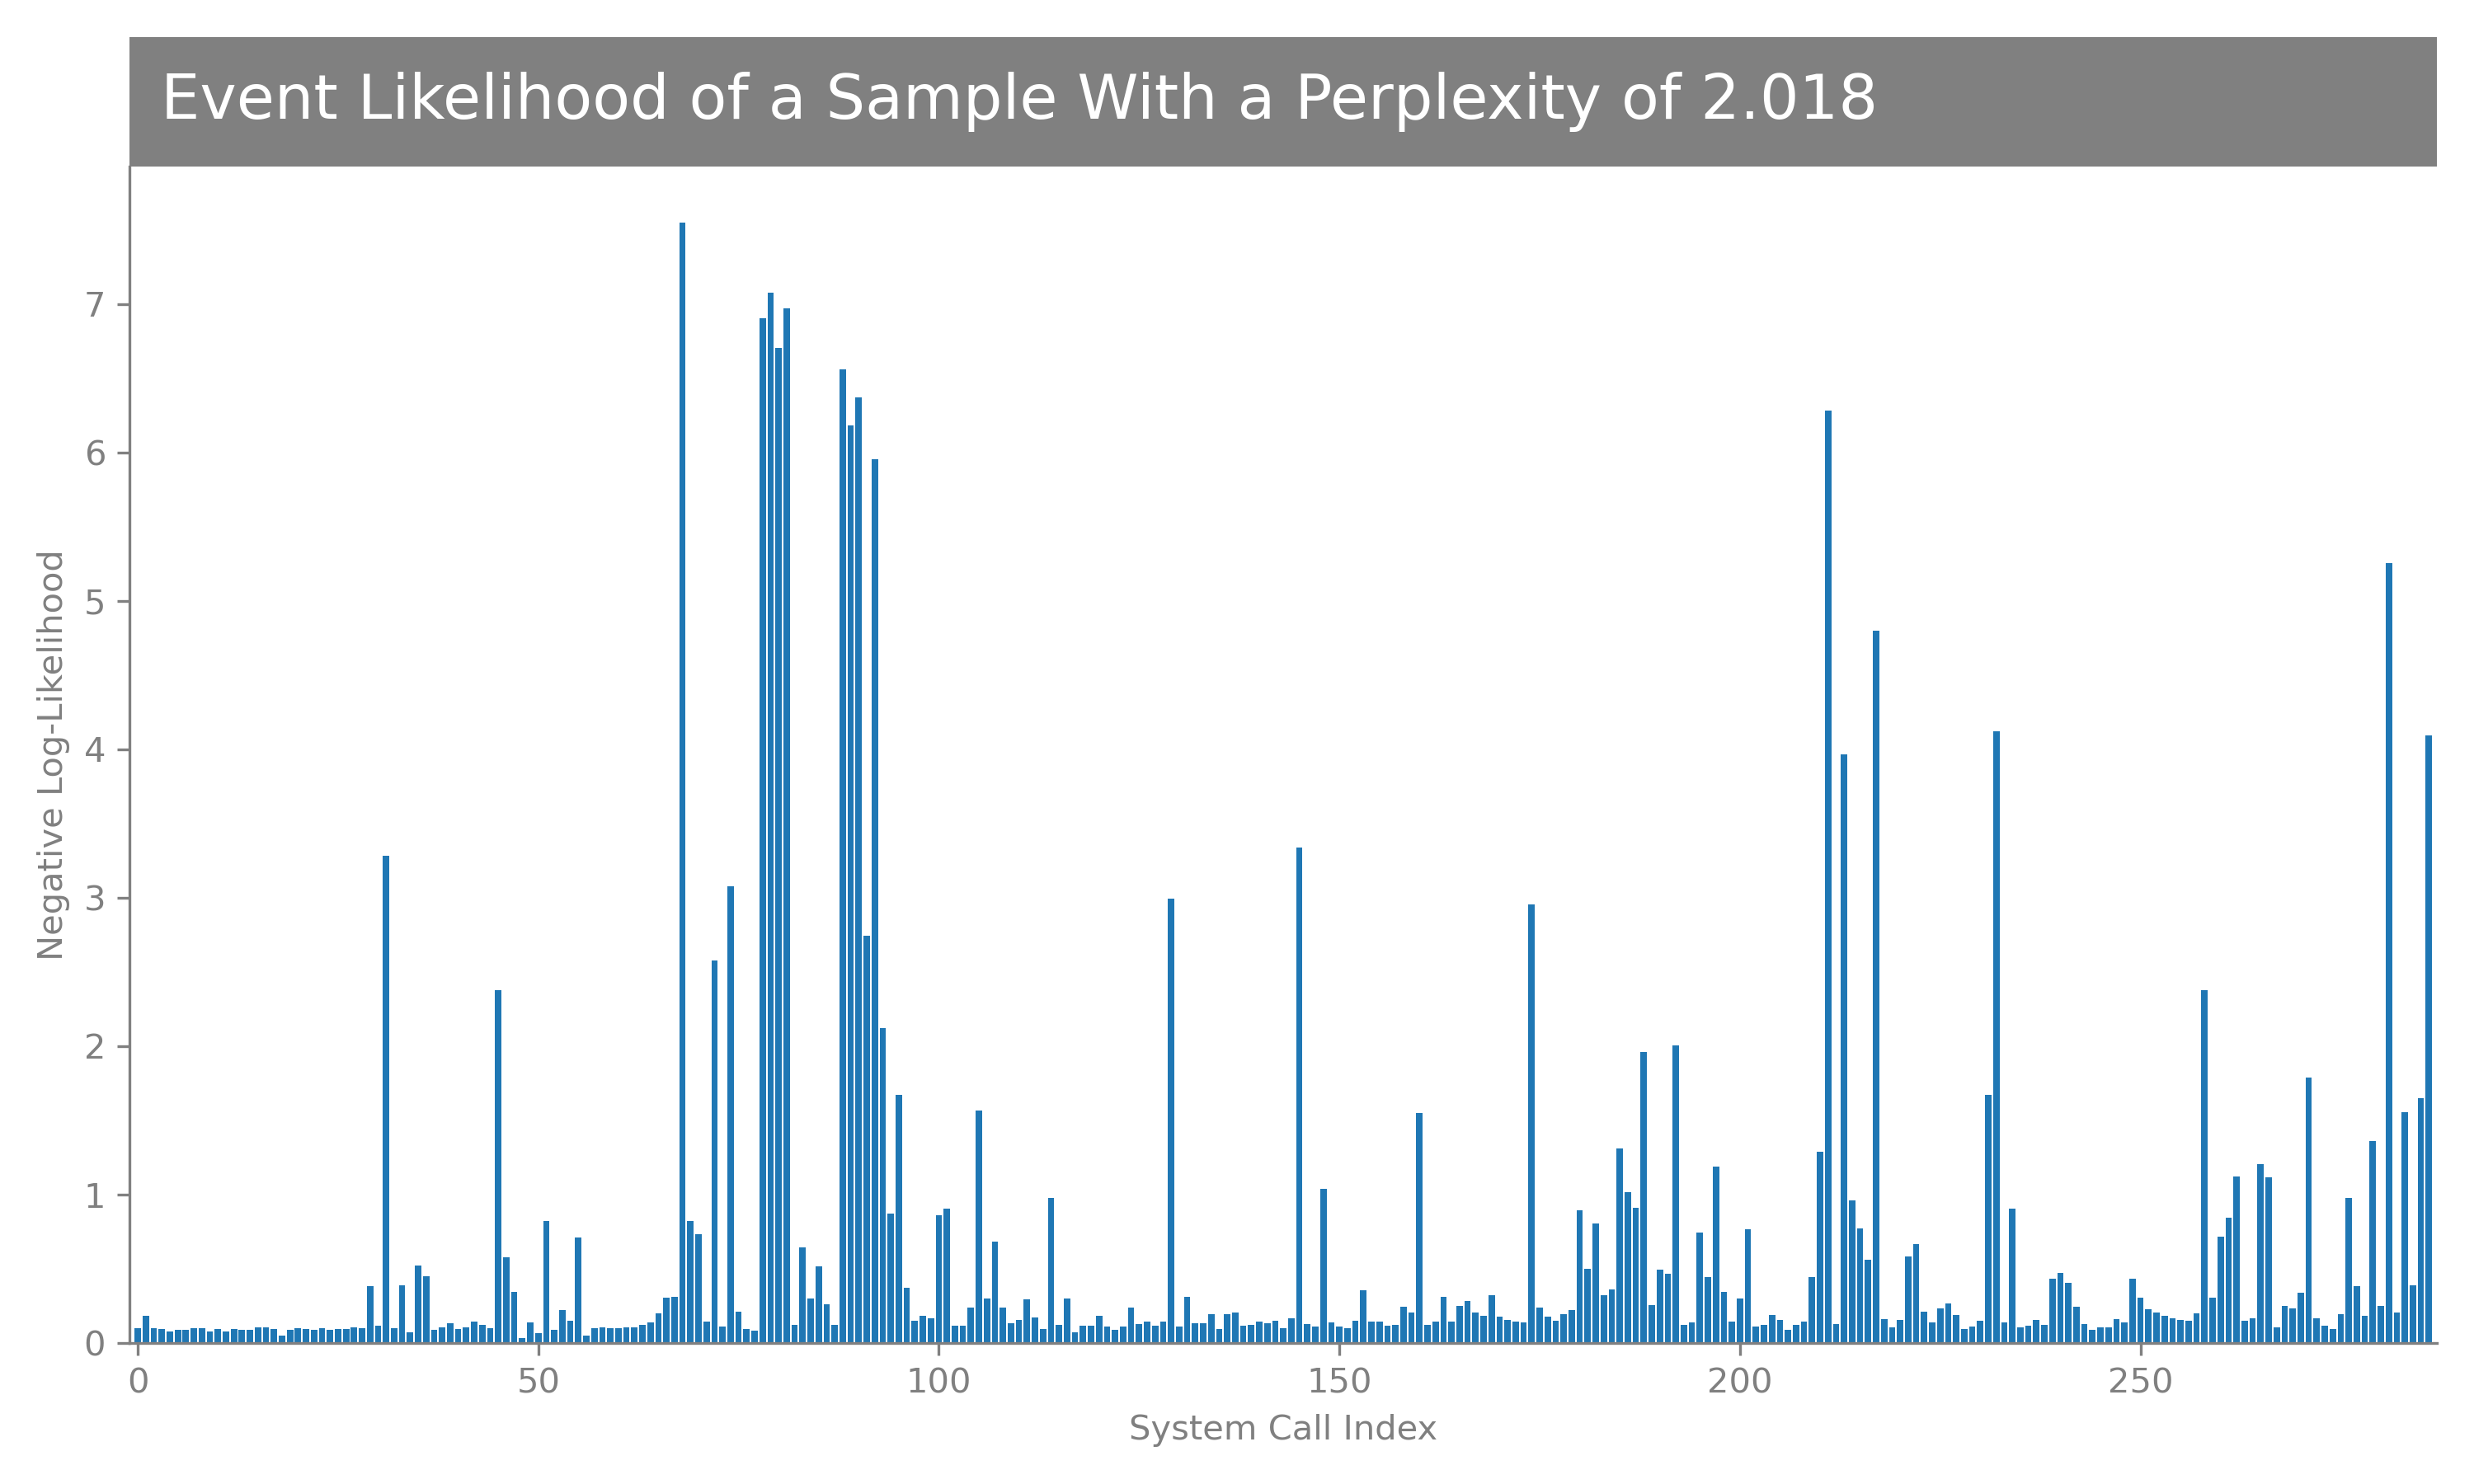 Event Likelihood of a Sample With a Perplexity of 2.018
Negative Log-Likelihood
7
6
5
4
3
2
1
0
0 50 100 150 200 250
System Call Index